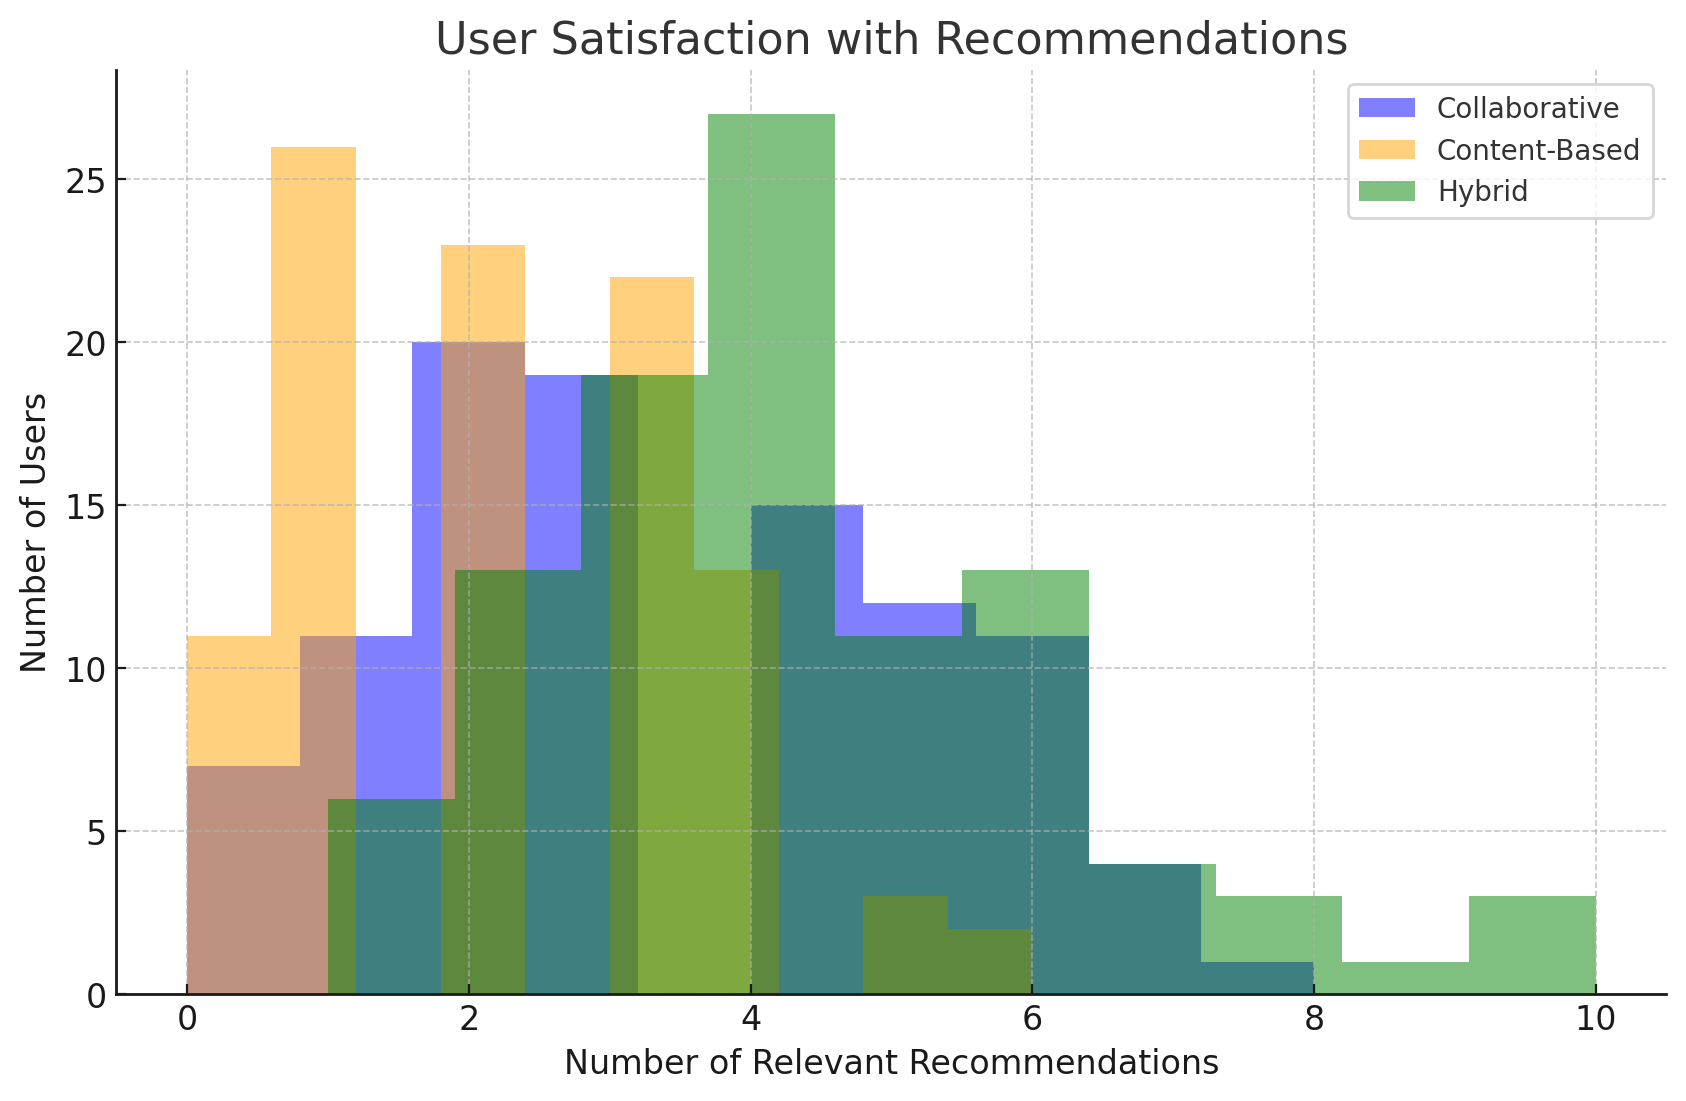 User Satisfaction with Recommendations
Collaborative
Content-Based
Hybrid
Number of Users
25
20
15
10
5
0
0 2 4 6 8 10
Number of Relevant Recommendations